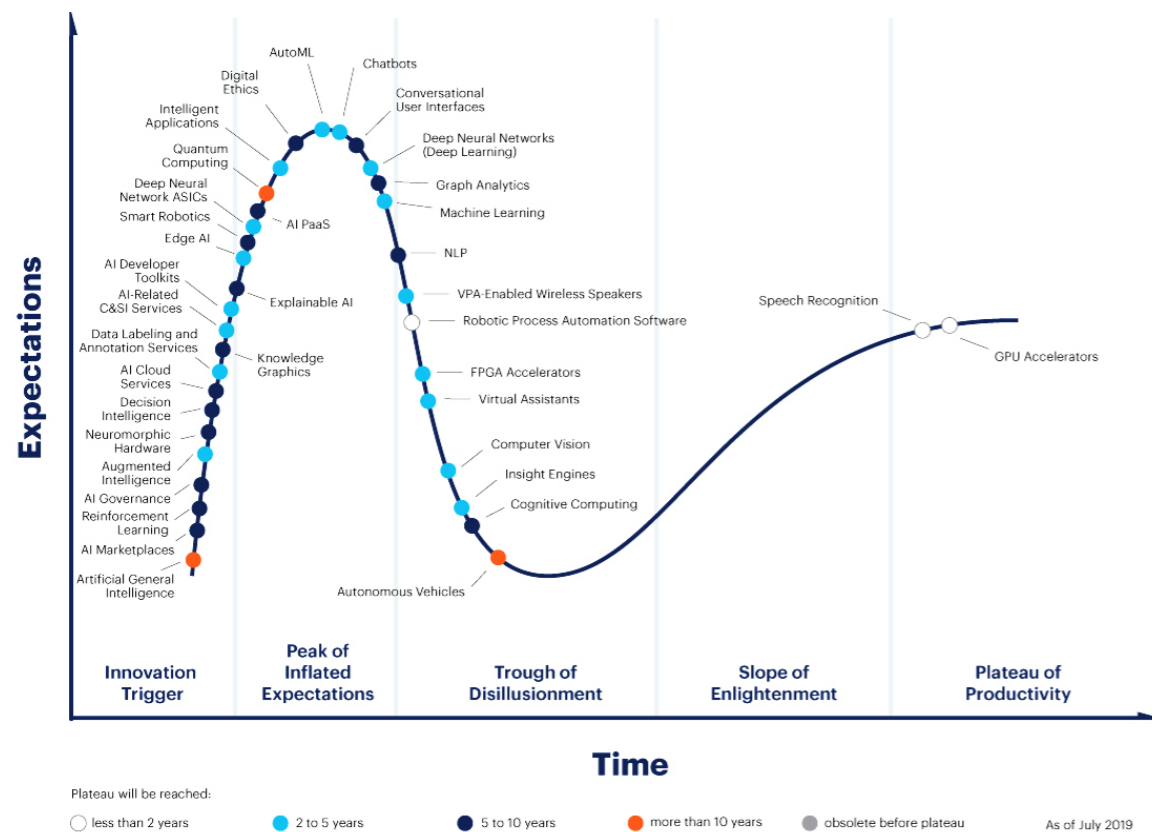 AutoML
Chatbots
Digital
Ethics
Conversational
User Interfaces
Intelligent
Applications
Deep Neural Networks
(Deep Learning)
Quantum
Computing
Graph Analytics
Deep Neural
Network ASICs
Machine Learning
Smart Robotics
AI PaaS
Edge AI
NLP
AI Developer
Toolkits
VPA-Enabled Wireless Speakers
Explainable AI
AI-Related
C&SI Services
Robotic Process Automation Software
Speech Recognition
Data Labeling and
Annotation Services
Knowledge
Graphics
GPU Accelerators
AI Cloud
Services
FPGA Accelerators
Decision
Intelligence
Virtual Assistants
Neuromorphic
Hardware
Computer Vision
Augmented
Intelligence
Insight Engines
AI Governance
Cognitive Computing
Reinforcement
Learning
AI Marketplaces
Artificial General
Intelligence
Autonomous Vehicles
Expectations
Innovation
Trigger
Peak of
Inflated
Expectations
Trough of
Disillusionment
Slope of
Enlightenment
Plateau of
Productivity
Time
Plateau will be reached:
less than 2 years
2 to 5 years
5 to 10 years
more than 10 years
obsolete before plateau
As of July 2019